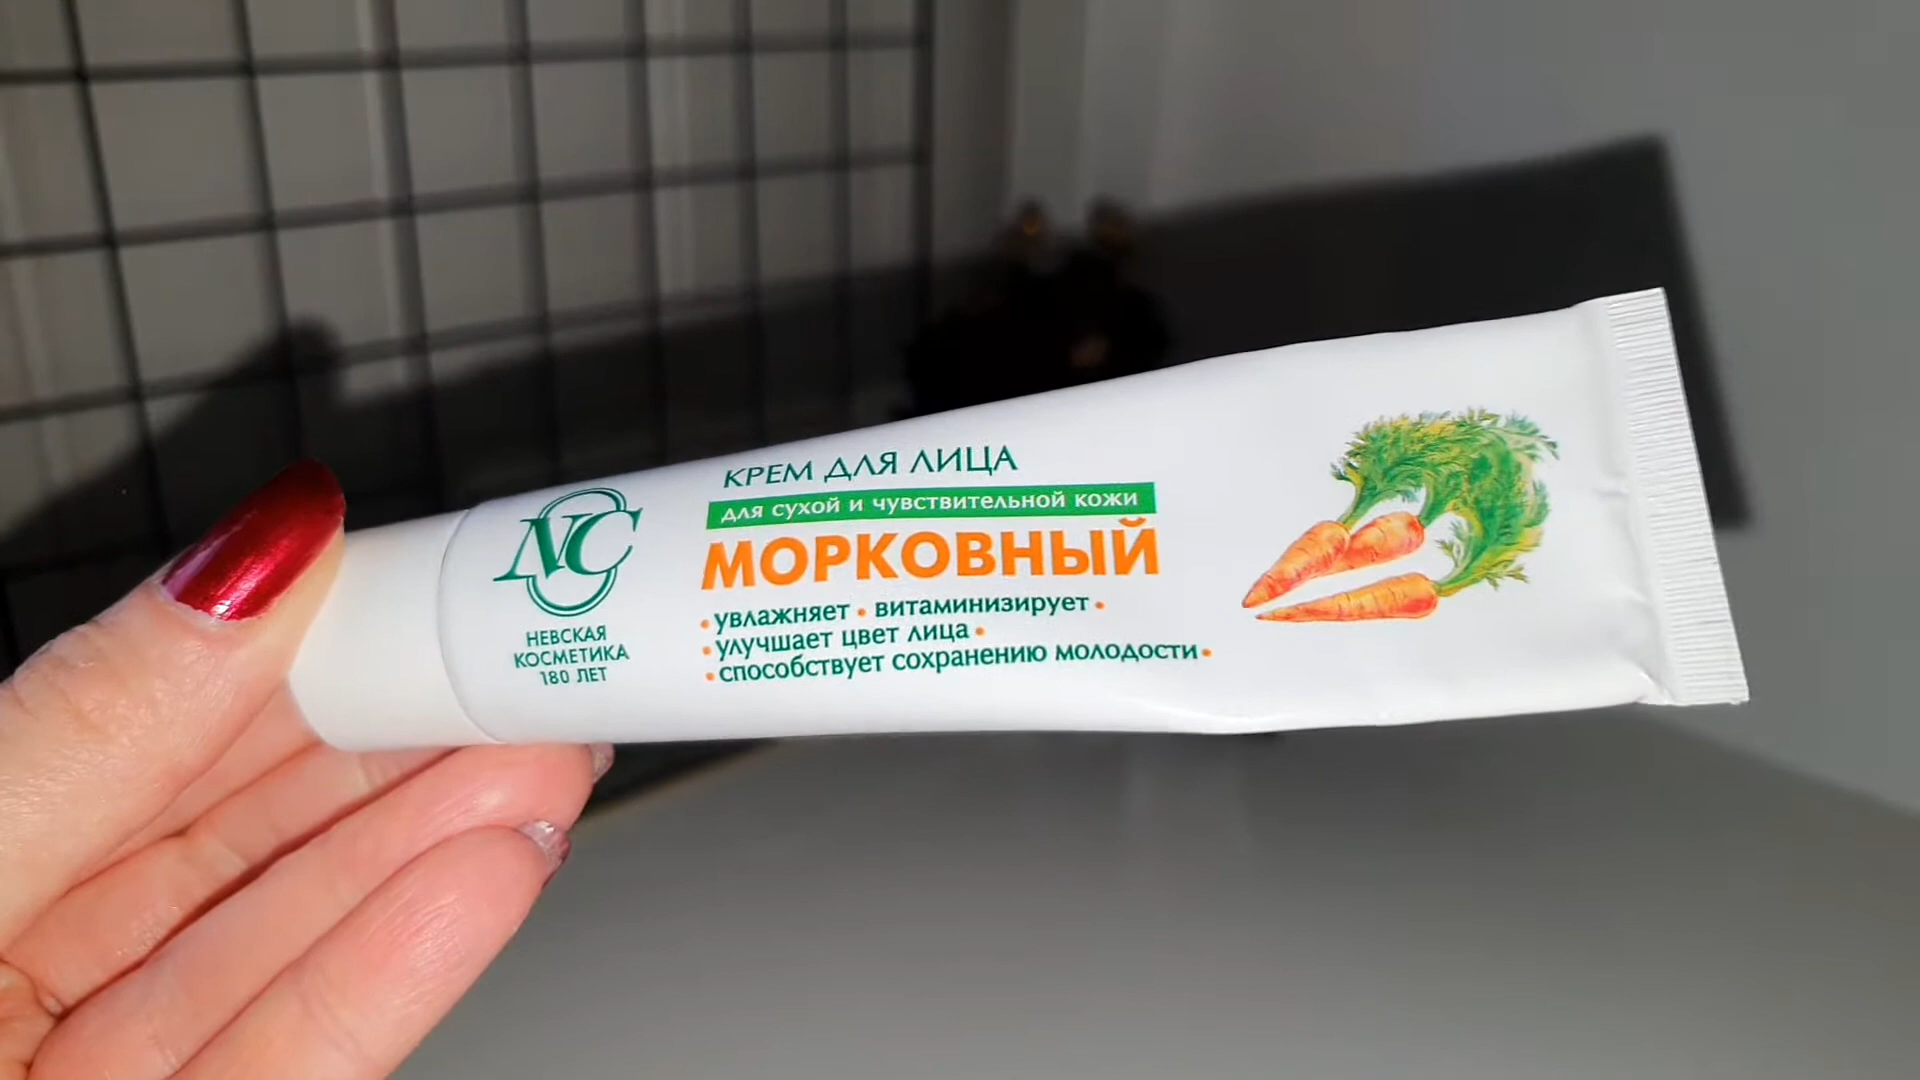 NC
НЕВСКАЯ
КОСМЕТИКА
180 ЛЕТ
КРЕМ ДЛЯ ЛИЦА
для сухой и чувствительной кожи
МОРКОВНЫЙ
• увлажняет • витаминизирует •
• улучшает цвет лица •
• способствует сохранению молодости •